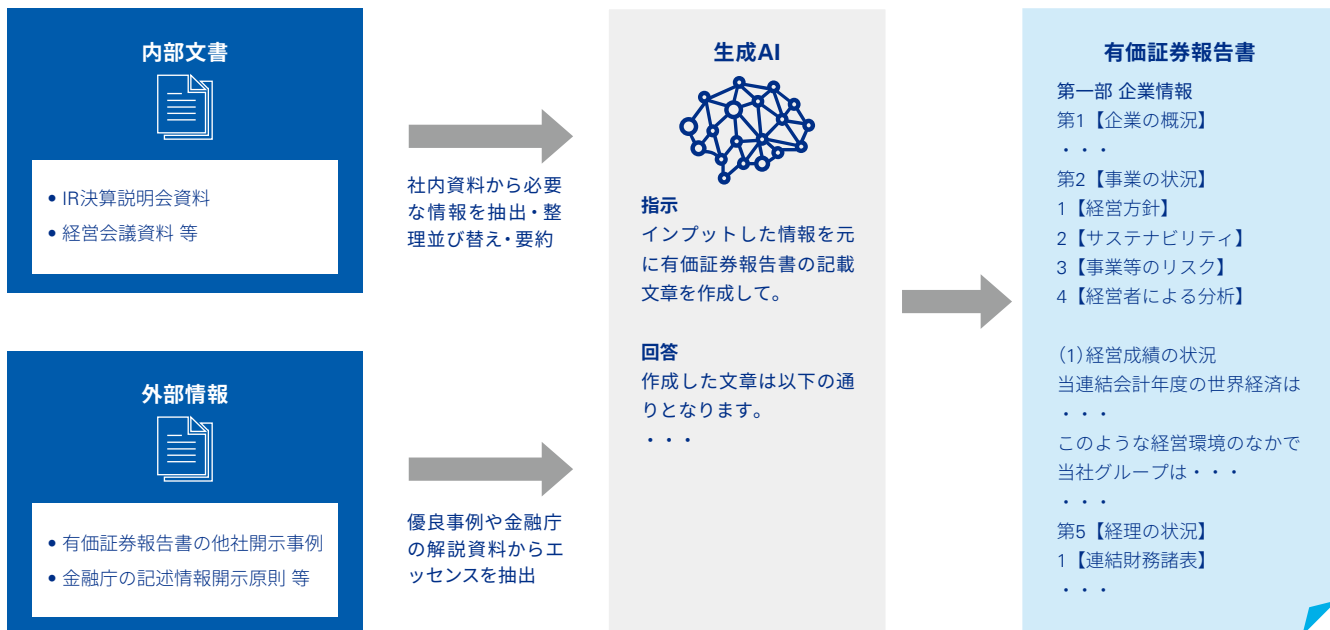 内部文書
• IR決算説明会資料
• 経営会議資料 等
社内資料から必要
な情報を抽出・整
理並び替え・要約
外部情報
• 有価証券報告書の他社開示事例
• 金融庁の記述情報開示原則 等
優良事例や金融庁
の解説資料からエ
ッセンスを抽出
生成AI
指示
インプットした情報を元
に有価証券報告書の記載
文章を作成して。
回答
作成した文章は以下の通
りとなります。
・・・
有価証券報告書
第一部 企業情報
第1【企業の概況】
・・・
第2【事業の状況】
1【経営方針】
2【サステナビリティ】
3【事業等のリスク】
4【経営者による分析】
(1)経営成績の状況
当連結会計年度の世界経済は
・・・
このような経営環境のなかで
当社グループは・・・
・・・
第5【経理の状況】
1【連結財務諸表】
・・・